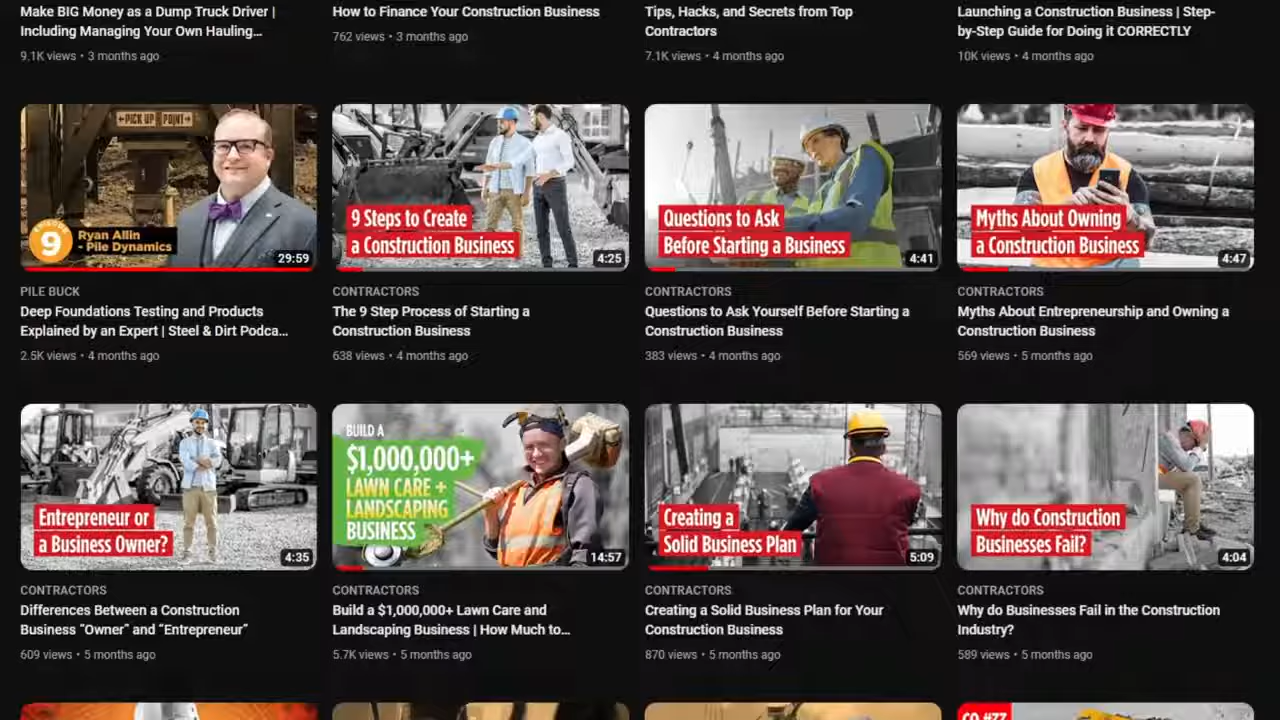 Make BIG Money as a Dump Truck Driver |
Including Managing Your Own Hauling...
9.1K views • 3 months ago
How to Finance Your Construction Business
762 views • 3 months ago
Tips, Hacks, and Secrets from Top
Contractors
7.1K views • 4 months ago
Launching a Construction Business | Step-
by-Step Guide for Doing it CORRECTLY
10K views • 4 months ago
PICK UP POINT
EPISODE
9
Ryan Allin
- Pile Dynamics
29:59
PILE BUCK
Deep Foundations Testing and Products
Explained by an Expert | Steel & Dirt Podca...
2.5K views • 4 months ago
9 Steps to Create
a Construction Business
4:25
CONTRACTORS
The 9 Step Process of Starting a
Construction Business
638 views • 4 months ago
Questions to Ask
Before Starting a Business
4:41
CONTRACTORS
Questions to Ask Yourself Before Starting a
Construction Business
383 views • 4 months ago
Myths About Owning
a Construction Business
4:47
CONTRACTORS
Myths About Entrepreneurship and Owning a
Construction Business
569 views • 5 months ago
Entrepreneur or
a Business Owner?
4:35
CONTRACTORS
Differences Between a Construction
Business “Owner” and “Entrepreneur”
609 views • 5 months ago
BUILD A
$1,000,000+
LAWN CARE +
LANDSCAPING
BUSINESS
14:57
CONTRACTORS
Build a $1,000,000+ Lawn Care and
Landscaping Business | How Much to...
5.7K views • 5 months ago
Creating a
Solid Business Plan
5:09
CONTRACTORS
Creating a Solid Business Plan for Your
Construction Business
870 views • 5 months ago
Why do Construction
Businesses Fail?
4:04
CONTRACTORS
Why do Businesses Fail in the Construction
Industry?
589 views • 5 months ago